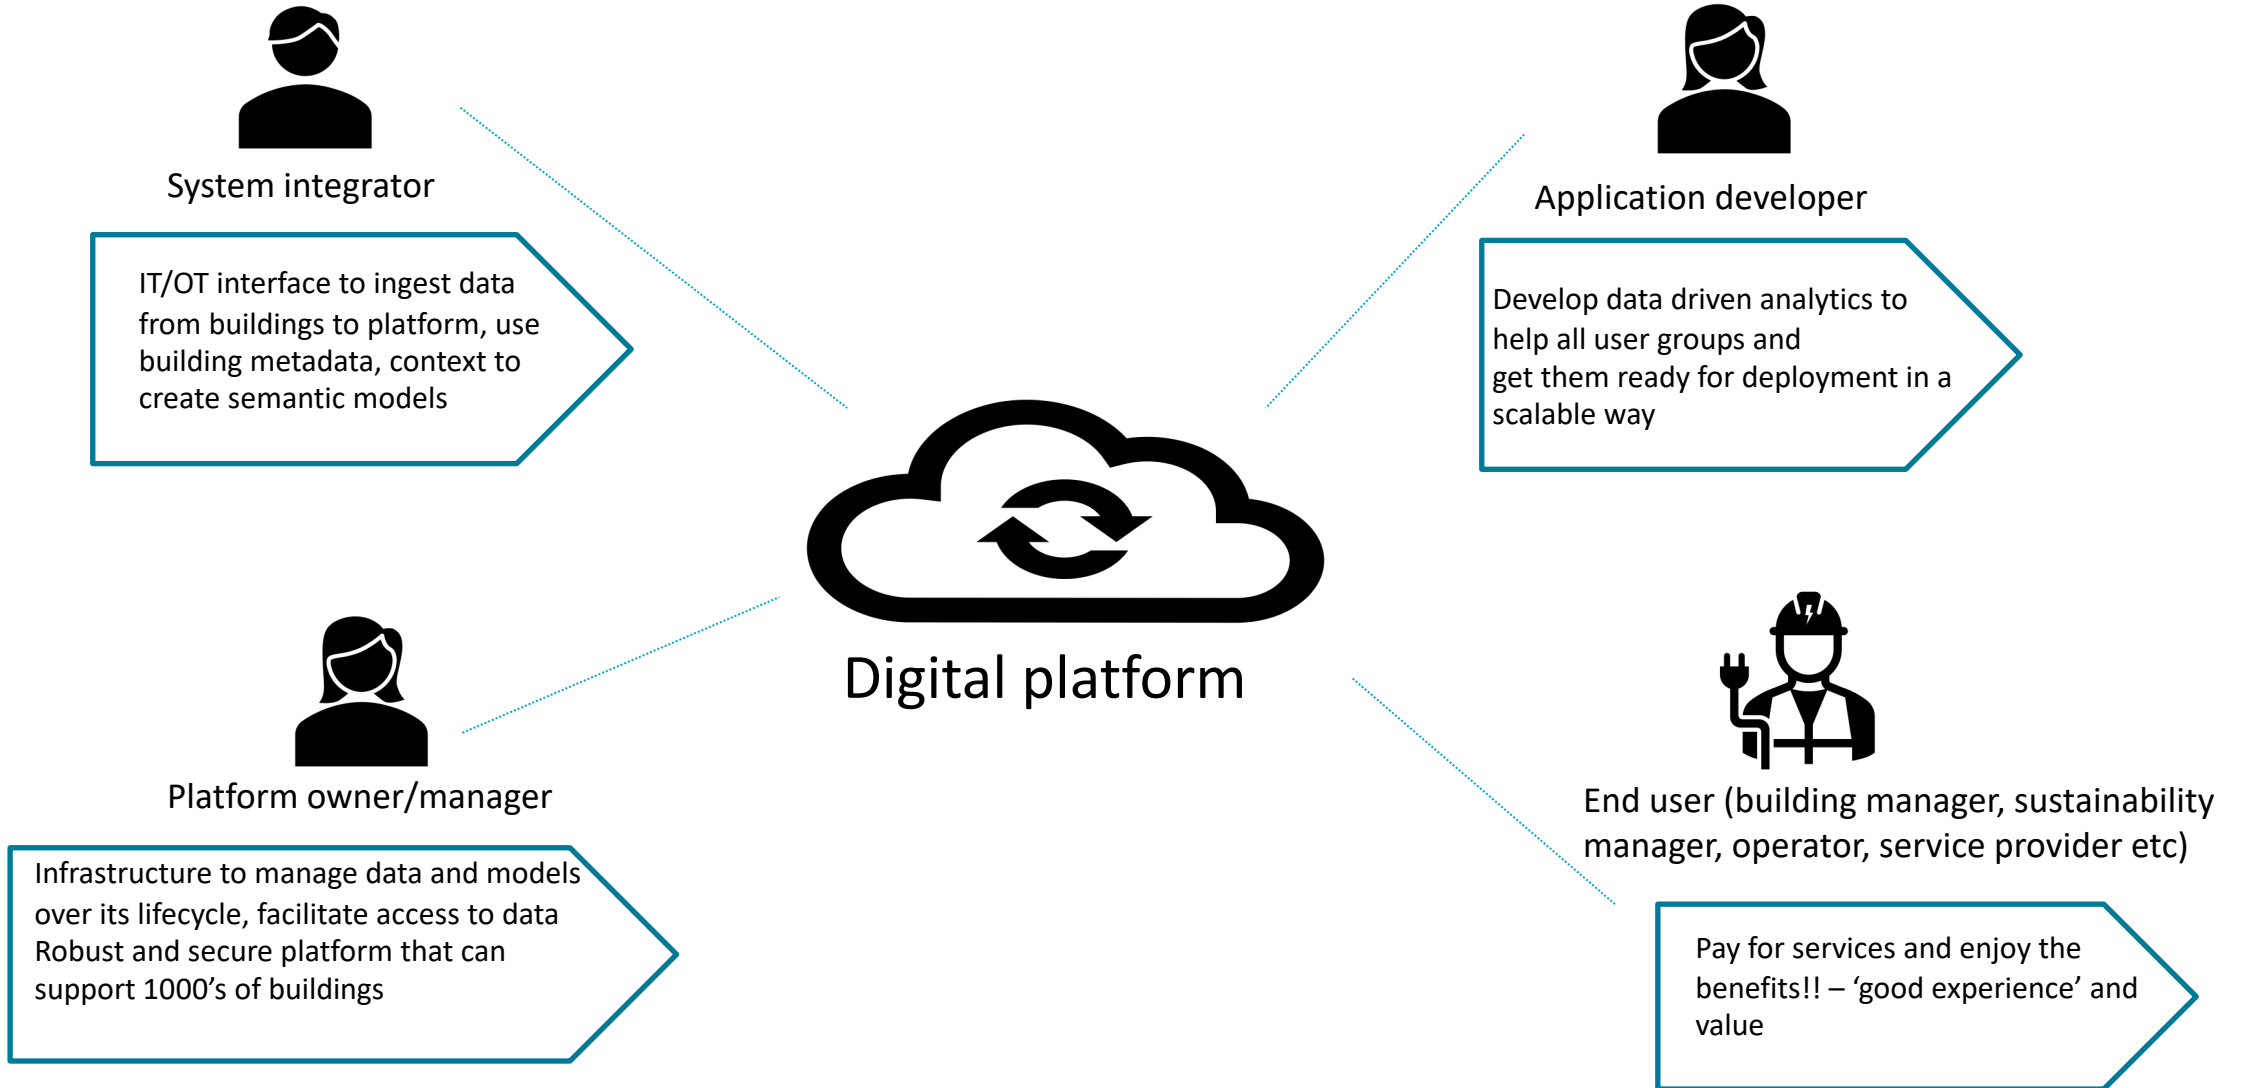 System integrator
IT/OT interface to ingest data
from buildings to platform, use
building metadata, context to
create semantic models
Application developer
Develop data driven analytics to
help all user groups and
get them ready for deployment in a
scalable way
Digital platform
Platform owner/manager
Infrastructure to manage data and models
over its lifecycle, facilitate access to data
Robust and secure platform that can
support 1000’s of buildings
End user (building manager, sustainability
manager, operator, service provider etc)
Pay for services and enjoy the
benefits!! – ‘good experience’ and
value